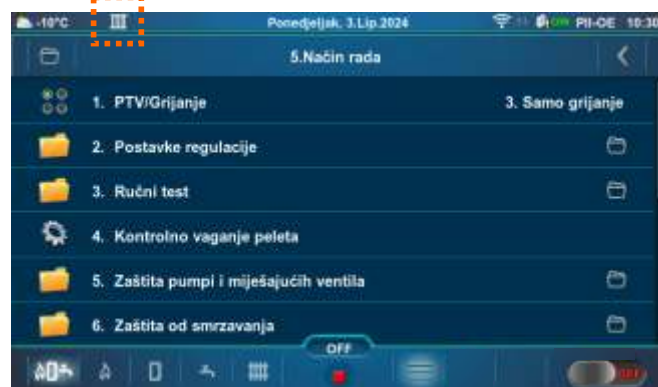 -10°C Ponedjeljak, 3.Lip.2024 PII-OE 10:30
5.Način rada
1. PTV/Grijanje 3. Samo grijanje
2. Postavke regulacije
3. Ručni test
4. Kontrolno vaganje peleta
5. Zaštita pumpi i miješajućih ventila
6. Zaštita od smrzavanja
OFF
OFF